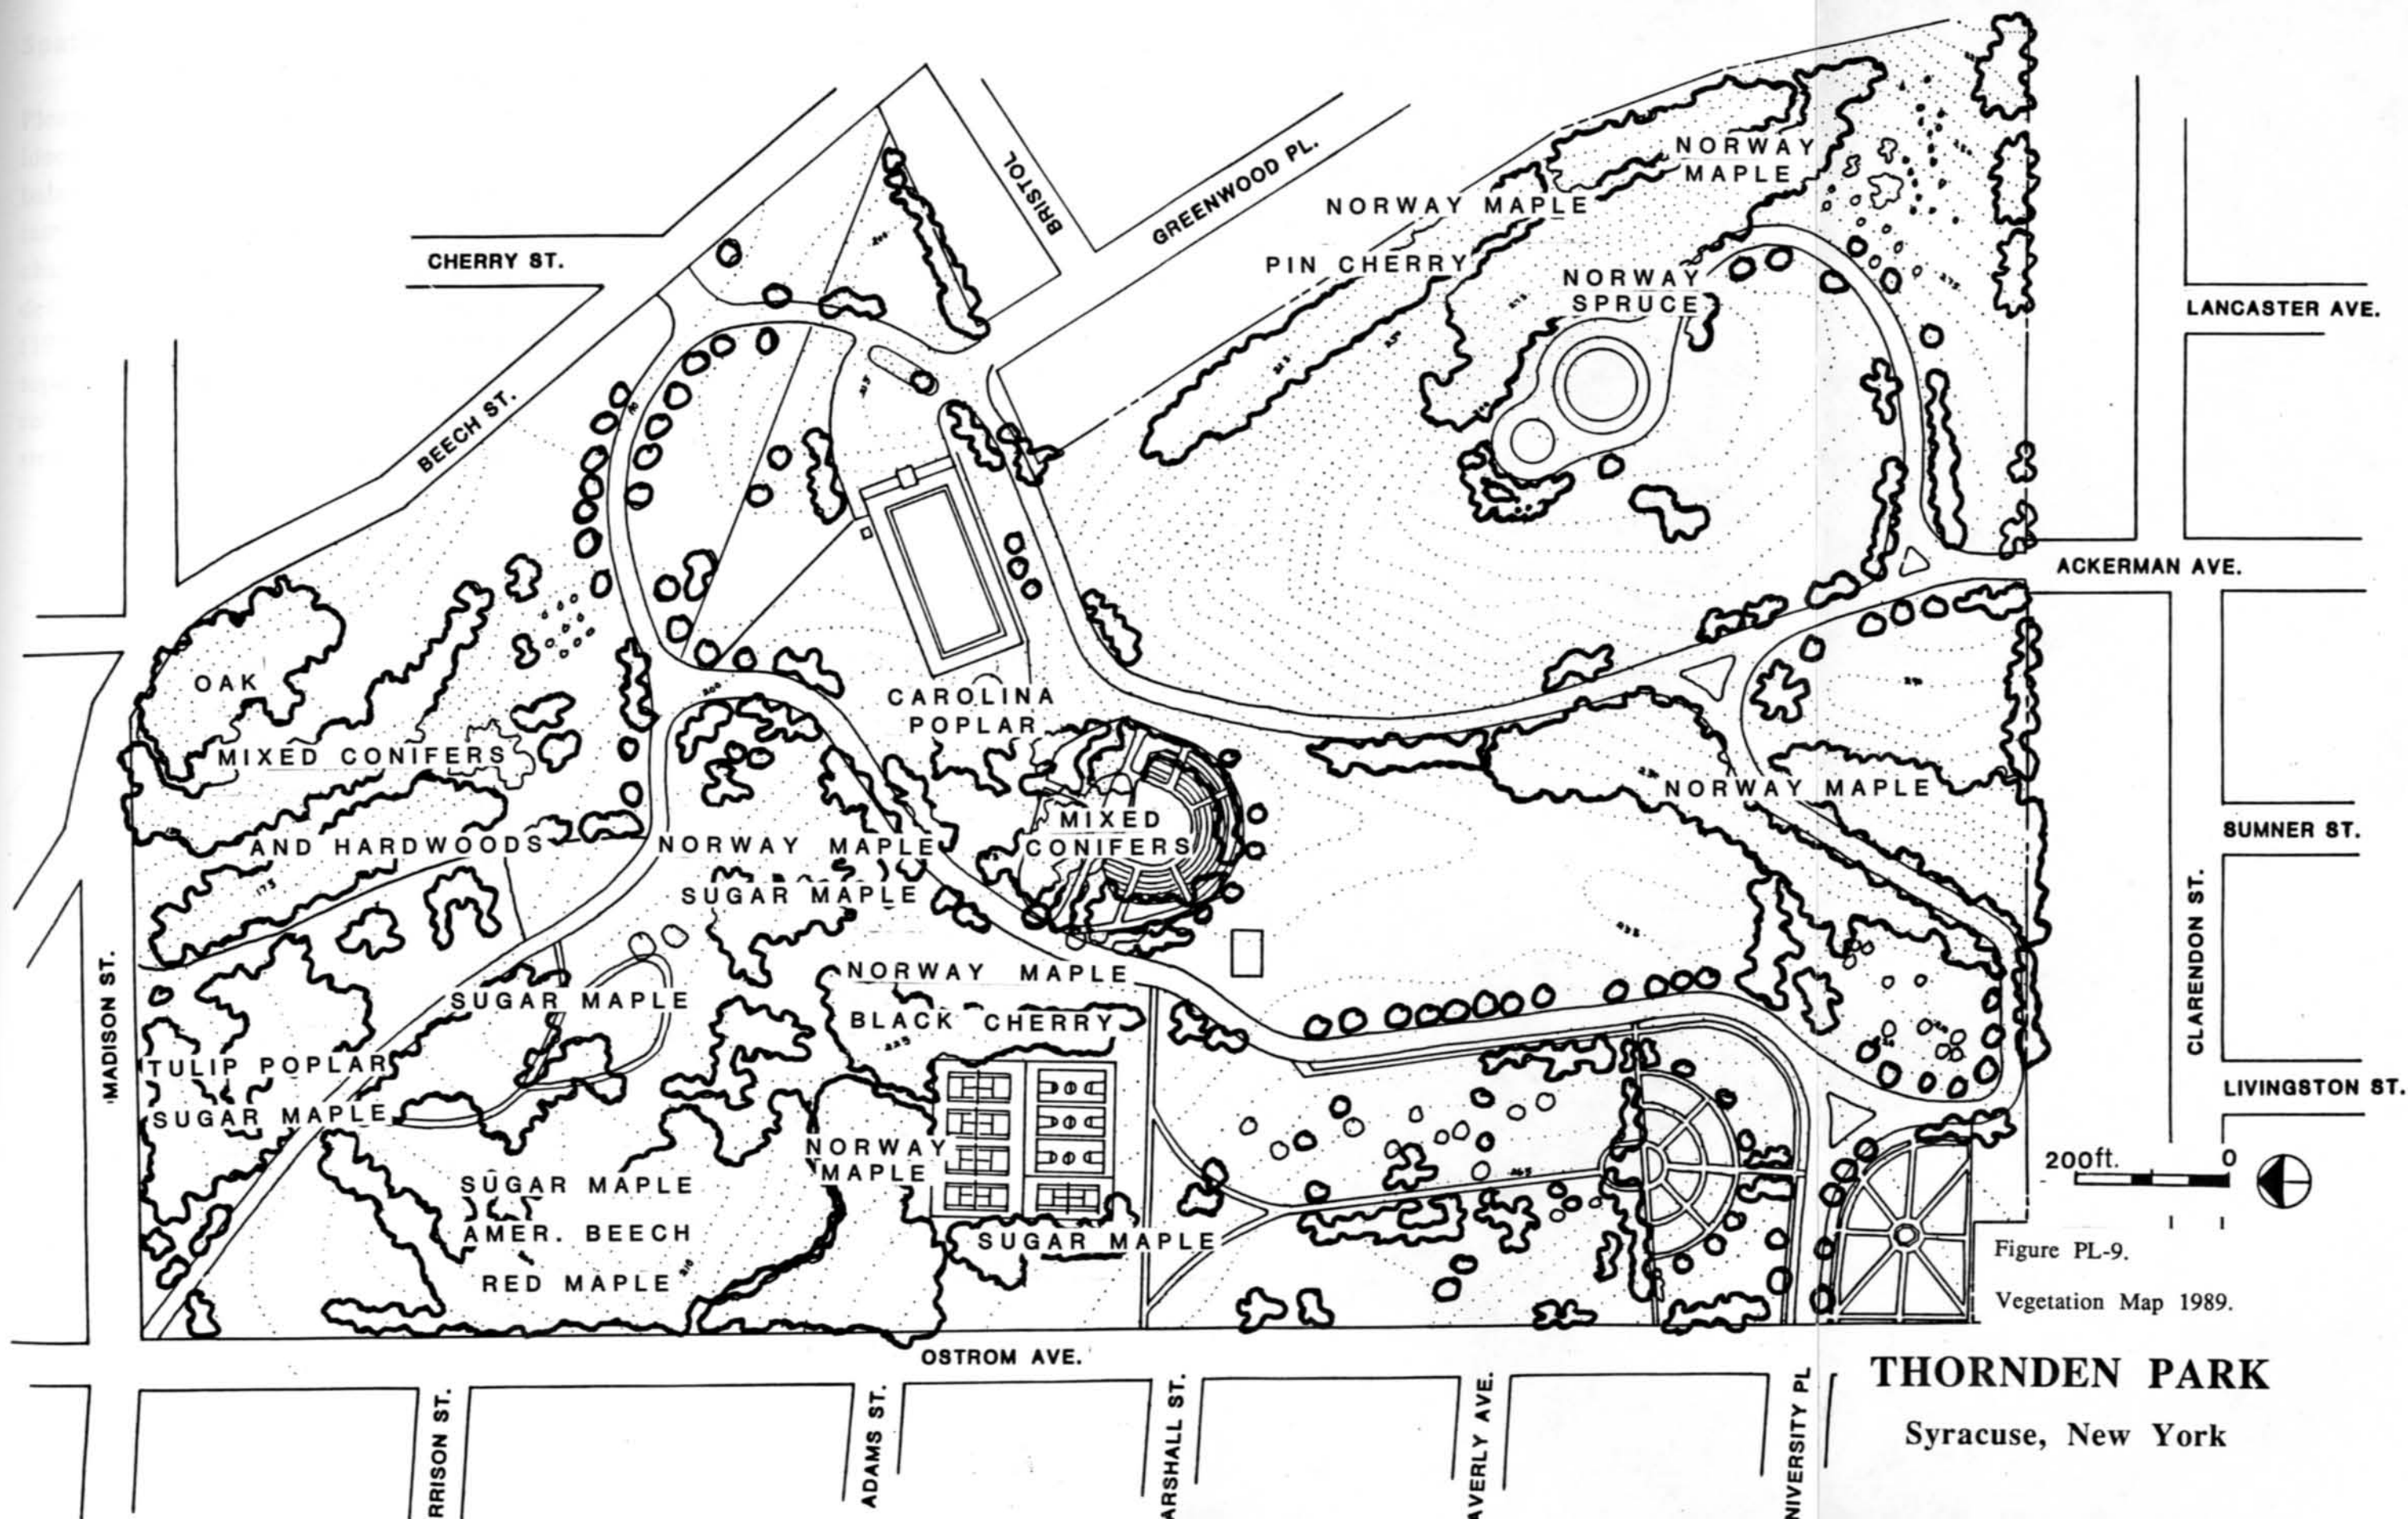 CHERRY ST.
BRISTOL
GREENWOOD PL.
NORWAY
MAPLE
NORWAY MAPLE
PIN CHERRY
NORWAY
SPRUCE
LANCASTER AVE.
BEECH ST.
ACKERMAN AVE.
OAK
CAROLINA
POPLAR
MIXED CONIFERS
NORWAY MAPLE
MIXED
CONIFERS
SUMNER ST.
AND HARDWOODS
NORWAY MAPLE
SUGAR MAPLE
CLARENDON ST.
MADISON ST.
NORWAY MAPLE
SUGAR MAPLE
BLACK CHERRY
TULIP POPLAR
SUGAR MAPLE
LIVINGSTON ST.
NORWAY
MAPLE
200ft. 0
SUGAR MAPLE
AMER. BEECH
SUGAR MAPLE
RED MAPLE
Figure PL-9.
Vegetation Map 1989.
OSTROM AVE.
THORNDEN PARK
Syracuse, New York
RRISON ST.
ADAMS ST.
ARSHALL ST.
AVERLY AVE.
NIVERSITY PL